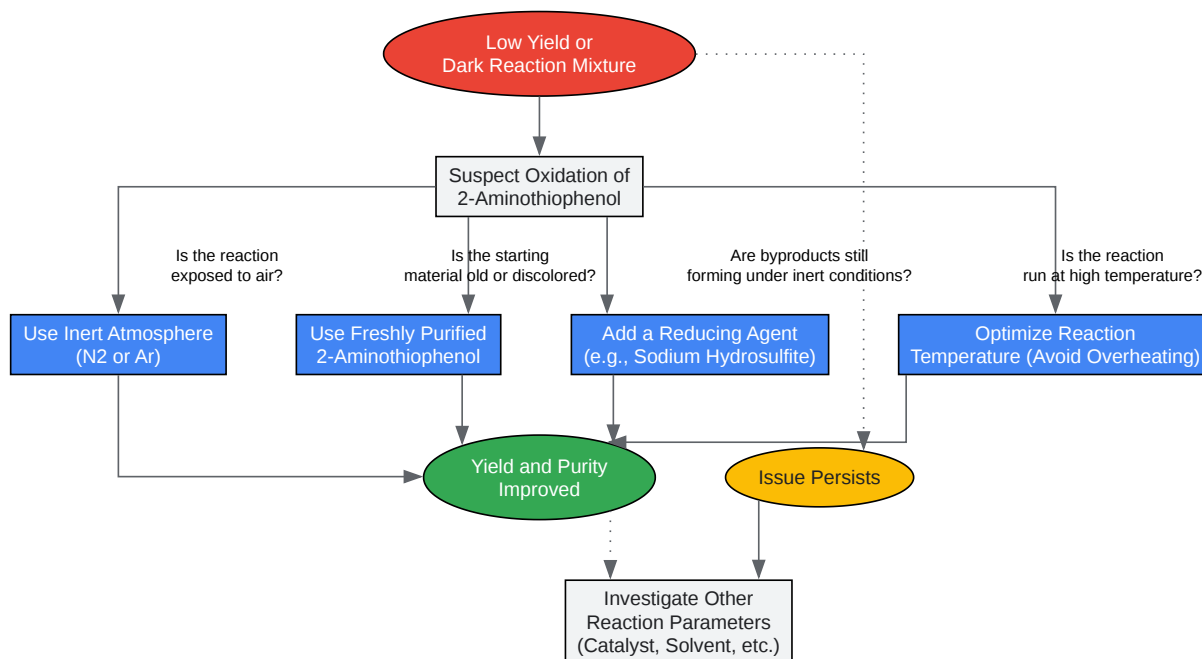 Low Yield or
Dark Reaction Mixture
Suspect Oxidation of
2-Aminothiophenol
Is the reaction
exposed to air?
Is the starting
material old or discolored?
Are byproducts still
forming under inert conditions?
Is the reaction
run at high temperature?
Use Inert Atmosphere
(N2 or Ar)
Use Freshly Purified
2-Aminothiophenol
Add a Reducing Agent
(e.g., Sodium Hydrosulfite)
Optimize Reaction
Temperature (Avoid Overheating)
Yield and Purity
Improved
Issue Persists
Investigate Other
Reaction Parameters
(Catalyst, Solvent, etc.)